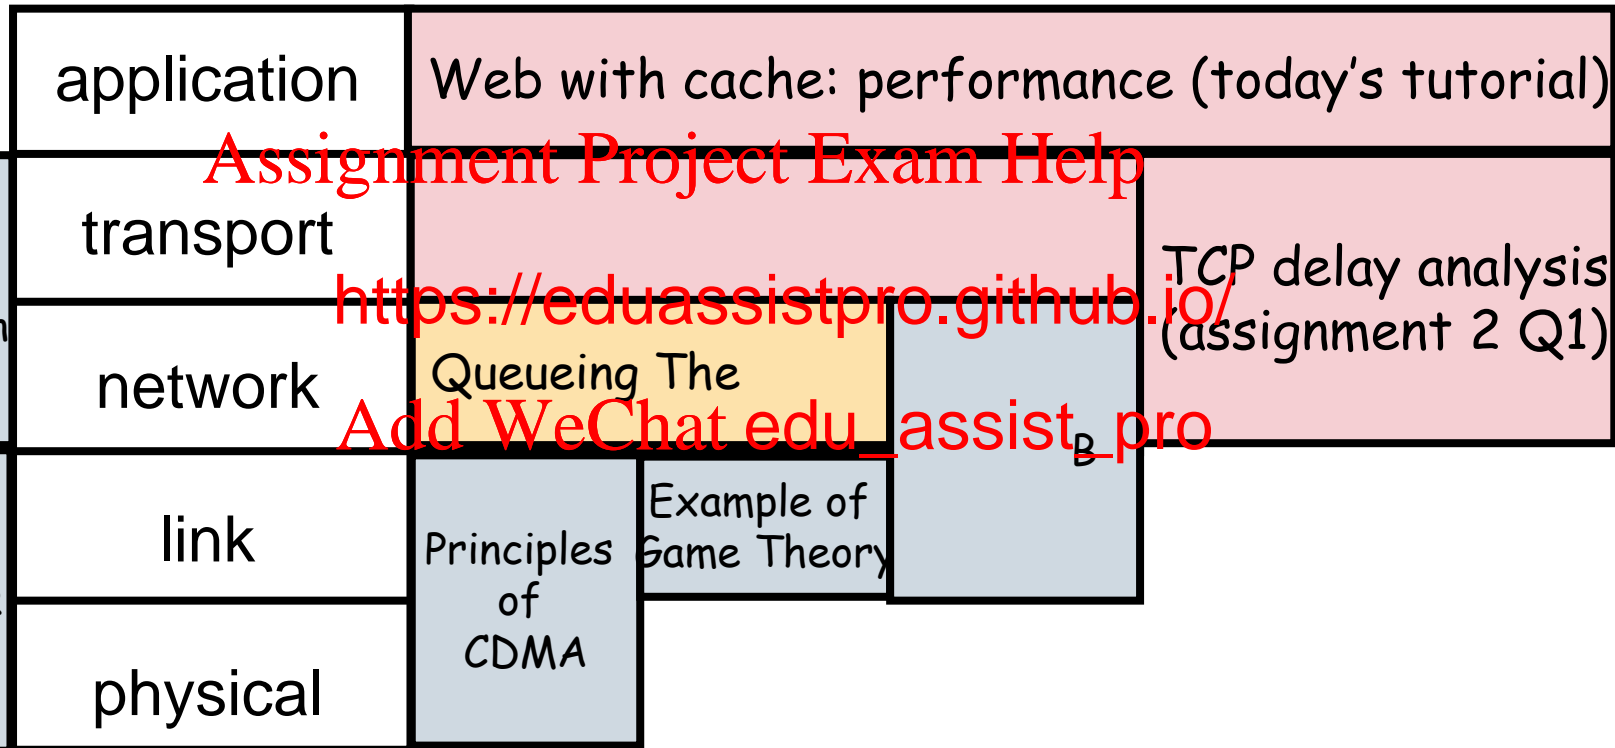 application
Web with cache: performance (today's tutorial)
Assignment Project Exam Help
transport
TCP delay analysis
(assignment 2 Q1)
https://eduassistpro.github.io/
network
Queueing The
Add WeChat edu_assist_pro
B
link
Principles
of
CDMA
Example of
Game Theory
physical